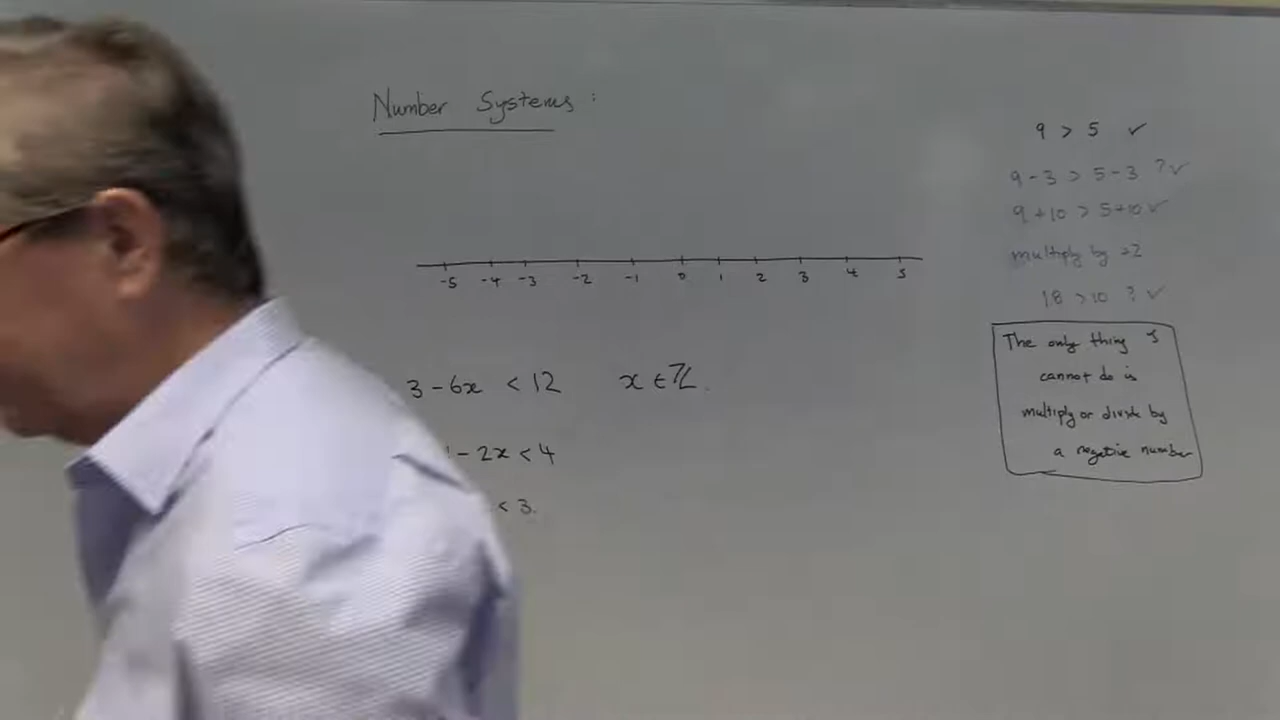 Number Systems :
-5 -4 -3 -2 -1 0 1 2 3 4 5
3 - 6x < 12 x ∈ ℤ
- 2x < 4
< 3.
9 > 5 ✓
9 - 3 > 5 - 3 ? ✓
9 + 10 > 5 + 10 ✓
multiply by +2
18 > 10 ? ✓
The only thing I
cannot do is
multiply or divide by
a negative number